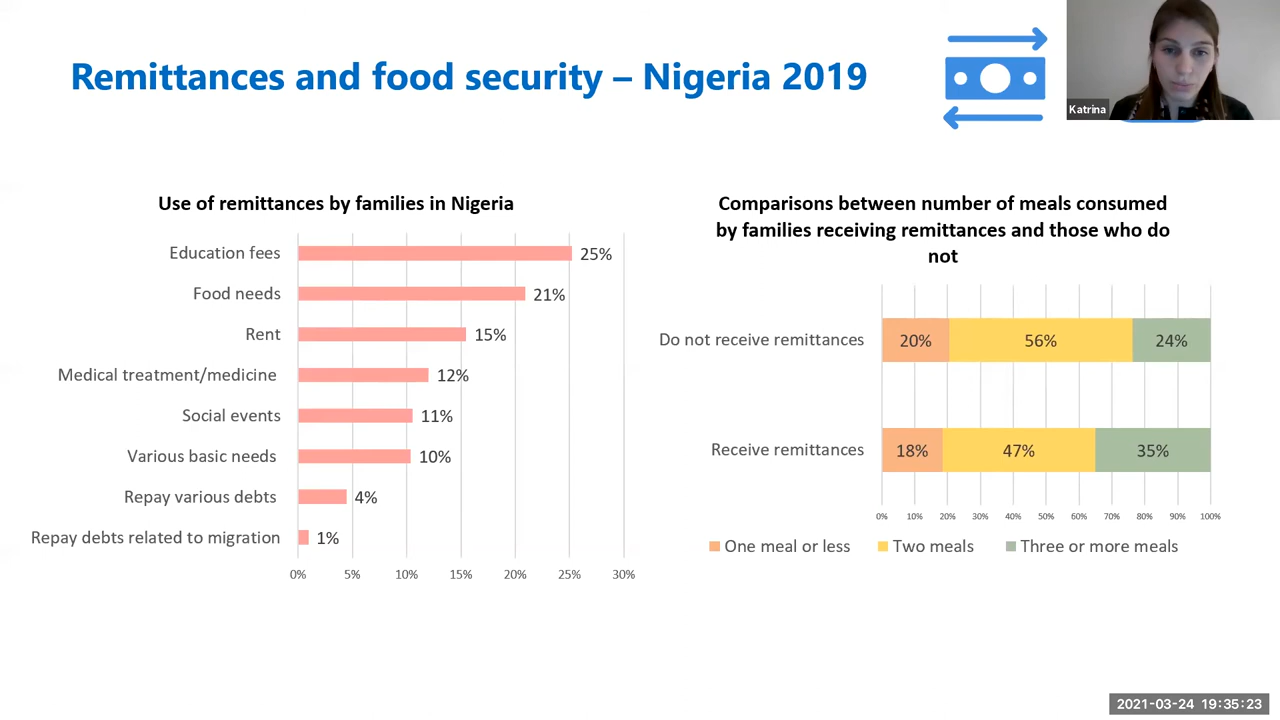 Remittances and food security – Nigeria 2019
Katrina
Use of remittances by families in Nigeria
Education fees 25%
Food needs 21%
Rent 15%
Medical treatment/medicine 12%
Social events 11%
Various basic needs 10%
Repay various debts 4%
Repay debts related to migration 1%
0% 5% 10% 15% 20% 25% 30%
Comparisons between number of meals consumed
by families receiving remittances and those who do
not
Do not receive remittances 20% 56% 24%
Receive remittances 18% 47% 35%
0% 10% 20% 30% 40% 50% 60% 70% 80% 90% 100%
One meal or less Two meals Three or more meals
2021-03-24 19:35:23